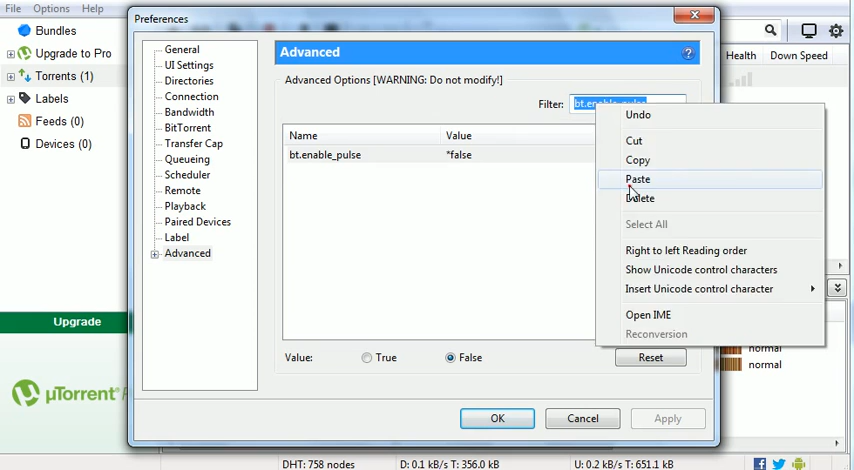 File Options Help
Preferences
Bundles
Upgrade to Pro
Torrents (1)
Labels
Feeds (0)
Devices (0)
Upgrade
µTorrent
General
UI Settings
Directories
Connection
Bandwidth
BitTorrent
Transfer Cap
Queueing
Scheduler
Remote
Playback
Paired Devices
Label
Advanced
Advanced
Advanced Options [WARNING: Do not modify!]
Filter: bt.enable_pulse
Name Value
bt.enable_pulse *false
Value: True False Reset
OK Cancel Apply
Undo
Cut
Copy
Paste
Delete
Select All
Right to left Reading order
Show Unicode control characters
Insert Unicode control character
Open IME
Reconversion
Health Down Speed
normal
normal
DHT: 758 nodes D: 0.1 kB/s T: 356.0 kB U: 0.2 kB/s T: 651.1 kB